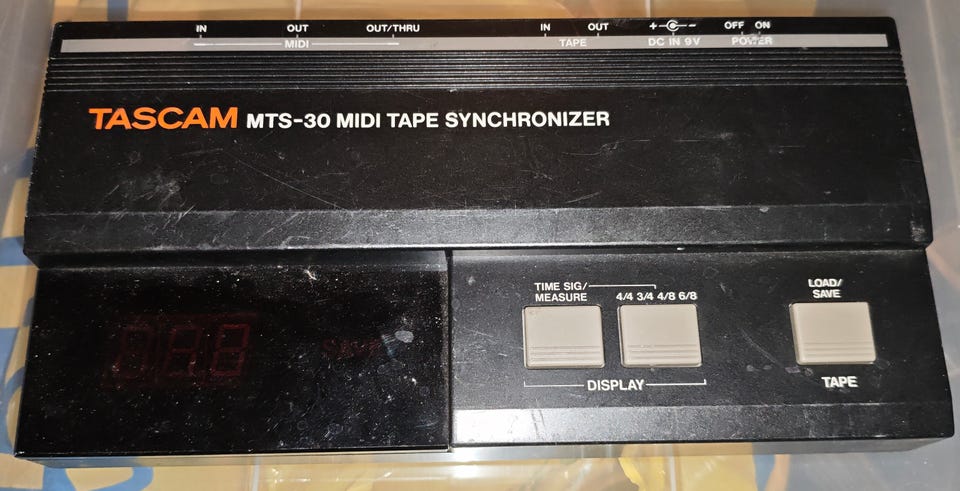 IN OUT OUT/THRU IN OUT + - OFF ON
MIDI TAPE DC IN 9V POWER
TASCAM MTS-30 MIDI TAPE SYNCHRONIZER
TIME SIG/
MEASURE
4/4 3/4 4/8 6/8
LOAD/
SAVE
SAVE
DISPLAY
TAPE